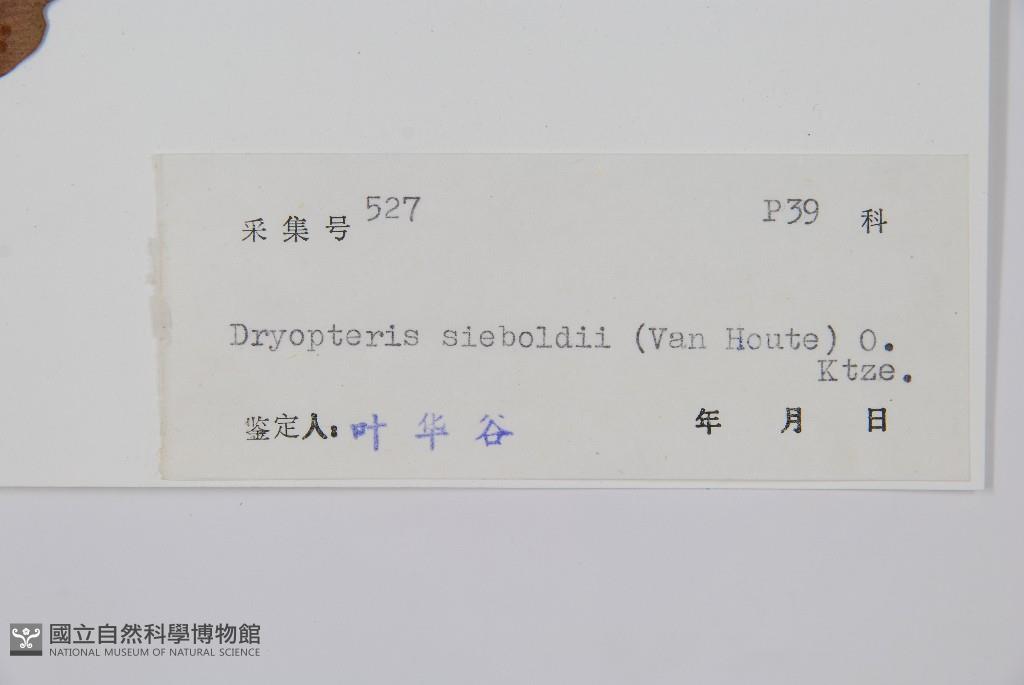 采集号 527 P39 科
Dryopteris sieboldii (Van Houte) O.
Ktze.
鉴定人: 叶华谷 年 月 日
國立自然科學博物館
NATIONAL MUSEUM OF NATURAL SCIENCE